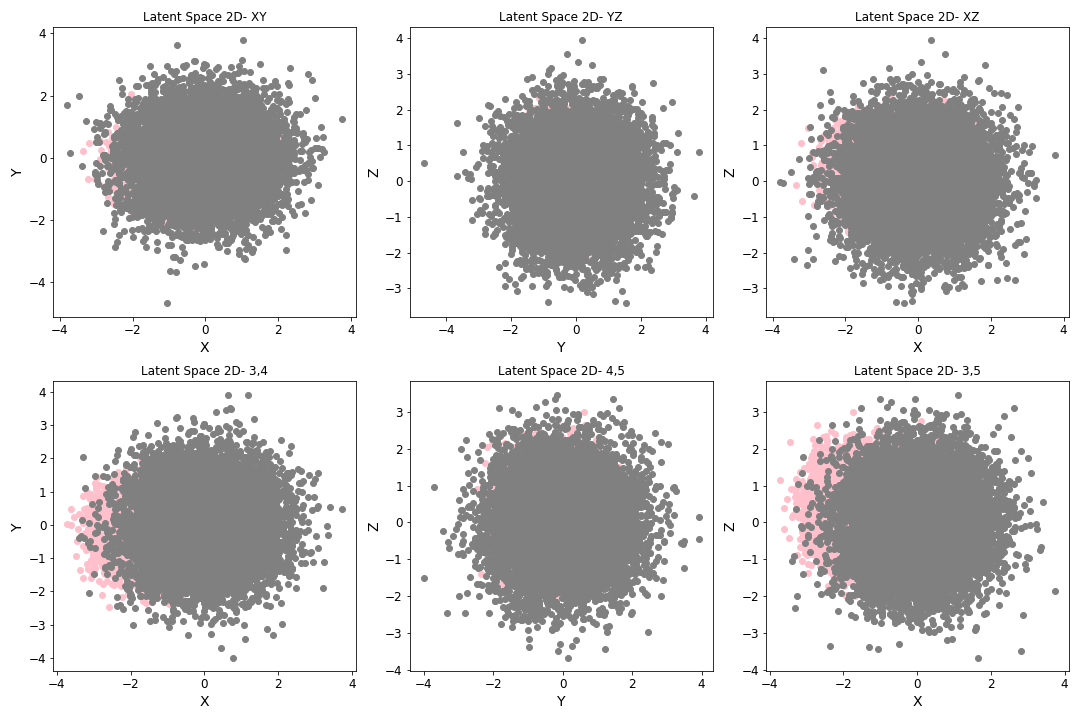 Latent Space 2D- XY
Latent Space 2D- YZ
Latent Space 2D- XZ
4
2
0
−2
−4
Y
−4 −2 0 2 4
X
4
3
2
1
0
−1
−2
−3
Z
−4 −2 0 2 4
Y
4
3
2
1
0
−1
−2
−3
Z
−4 −2 0 2 4
X
Latent Space 2D- 3,4
Latent Space 2D- 4,5
Latent Space 2D- 3,5
4
3
2
1
0
−1
−2
−3
−4
Y
−4 −2 0 2 4
X
3
2
1
0
−1
−2
−3
−4
Z
−4 −2 0 2 4
Y
3
2
1
0
−1
−2
−3
−4
Z
−4 −2 0 2 4
X